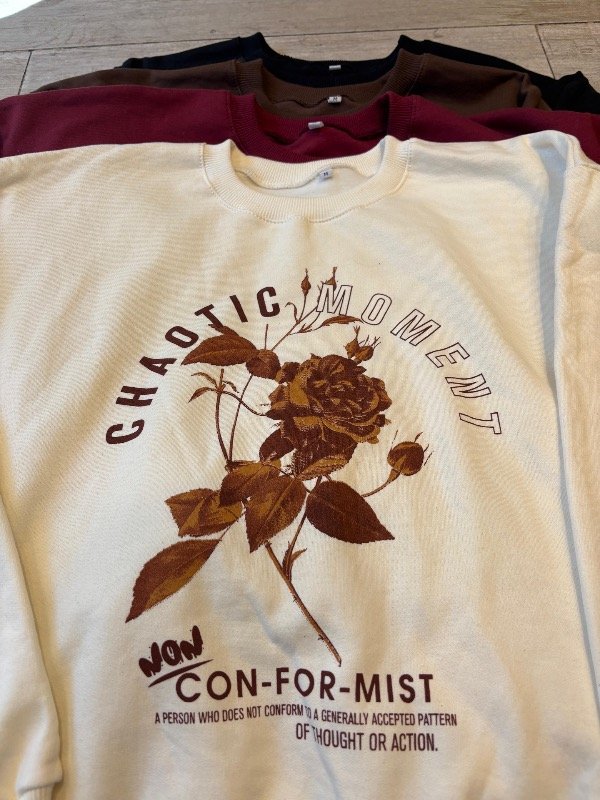 CHAOTIC MOMENT
NON
CON-FOR-MIST
A PERSON WHO DOES NOT CONFORM TO A GENERALLY ACCEPTED PATTERN
OF THOUGHT OR ACTION.